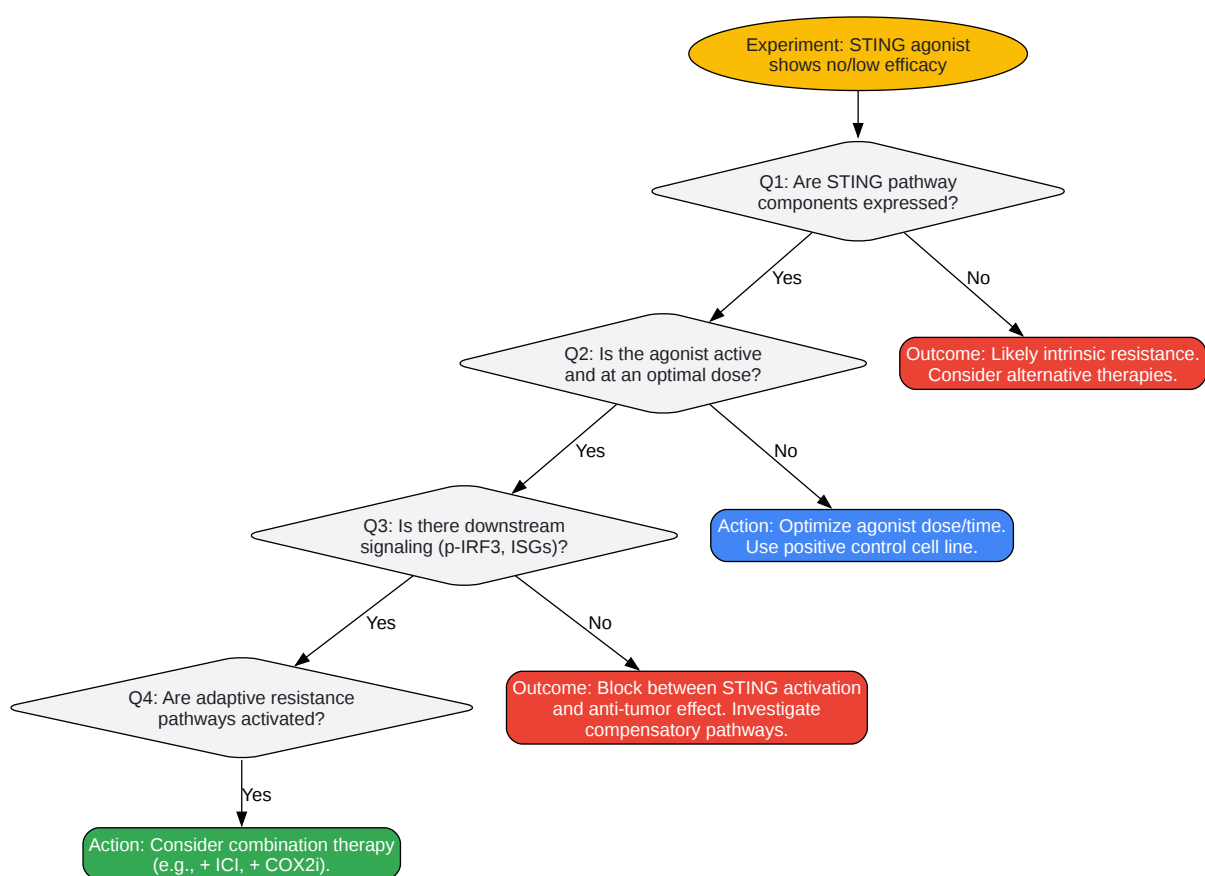 Experiment: STING agonist
shows no/low efficacy
Q1: Are STING pathway
components expressed?
Yes
No
Q2: Is the agonist active
and at an optimal dose?
Outcome: Likely intrinsic resistance.
Consider alternative therapies.
Yes
No
Q3: Is there downstream
signaling (p-IRF3, ISGs)?
Action: Optimize agonist dose/time.
Use positive control cell line.
Yes
No
Q4: Are adaptive resistance
pathways activated?
Outcome: Block between STING activation
and anti-tumor effect. Investigate
compensatory pathways.
Yes
Action: Consider combination therapy
(e.g., + ICI, + COX2i).